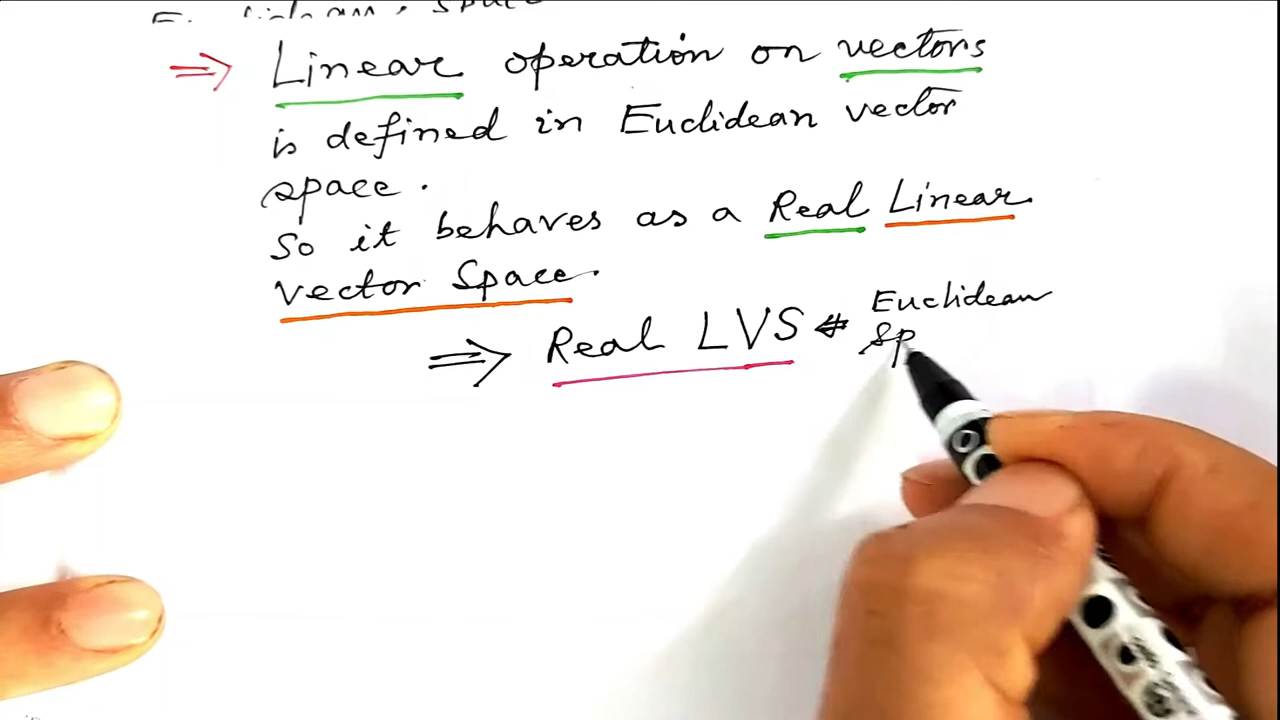 ⇒ Linear operation on vectors
is defined in Euclidean vector
space.
So it behaves as a Real Linear
vector Space.
⇒ Real LVS ⇐ Euclidean
Sp